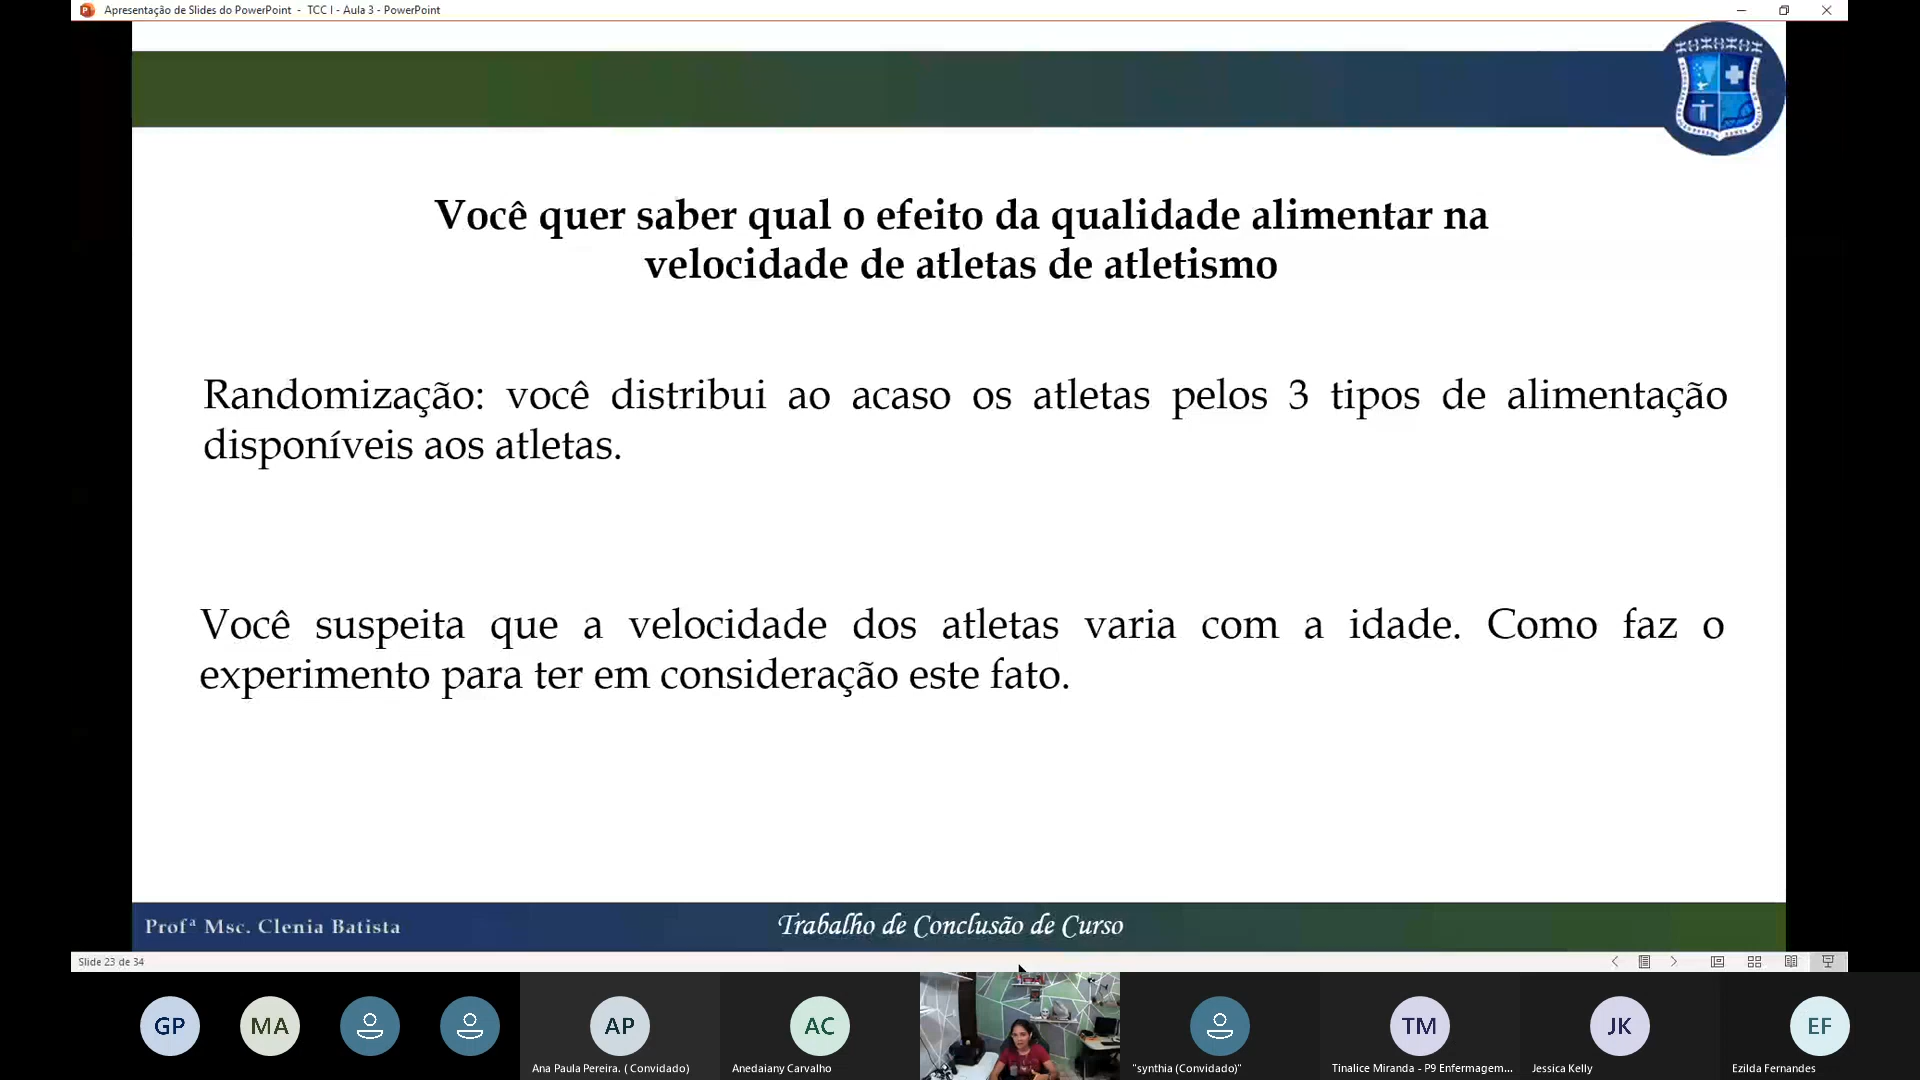 Apresentação de Slides do PowerPoint - TCC I - Aula 3 - PowerPoint
Você quer saber qual o efeito da qualidade alimentar na
velocidade de atletas de atletismo
Randomização: você distribui ao acaso os atletas pelos 3 tipos de alimentação
disponíveis aos atletas.
Você suspeita que a velocidade dos atletas varia com a idade. Como faz o
experimento para ter em consideração este fato.
Profª Msc. Clenia Batista
Trabalho de Conclusão de Curso
Slide 23 de 34
GP
MA
AP
AC
TM
JK
EF
Ana Paula Pereira. ( Convidado)
Anedaiany Carvalho
"synthia (Convidado)"
Tinalice Miranda - P9 Enfermagem...
Jessica Kelly
Ezilda Fernandes